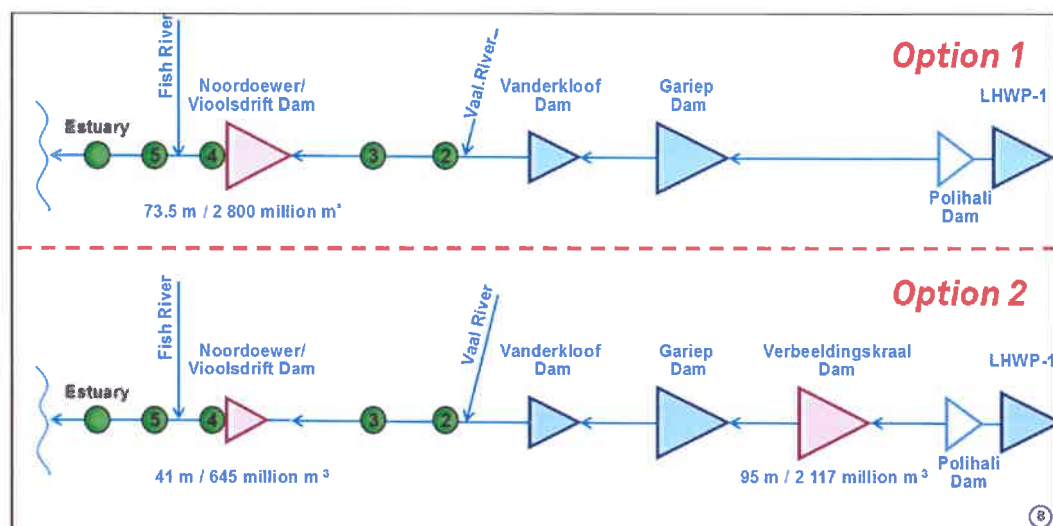 Option 1
Fish River
Noordoewer/
Vioolsdrift Dam
Vaal.River
Vanderkloof
Dam
Gariep
Dam
LHWP-1
Estuary
5
4
3
2
Polihali
Dam
73.5 m / 2 800 million m³
Option 2
Fish River
Noordoewer/
Vioolsdrift Dam
Vaal River
Vanderkloof
Dam
Gariep
Dam
Verbeeldingskraal
Dam
LHWP-1
Estuary
5
4
3
2
Polihali
Dam
41 m / 645 million m³
95 m / 2 117 million m³
8